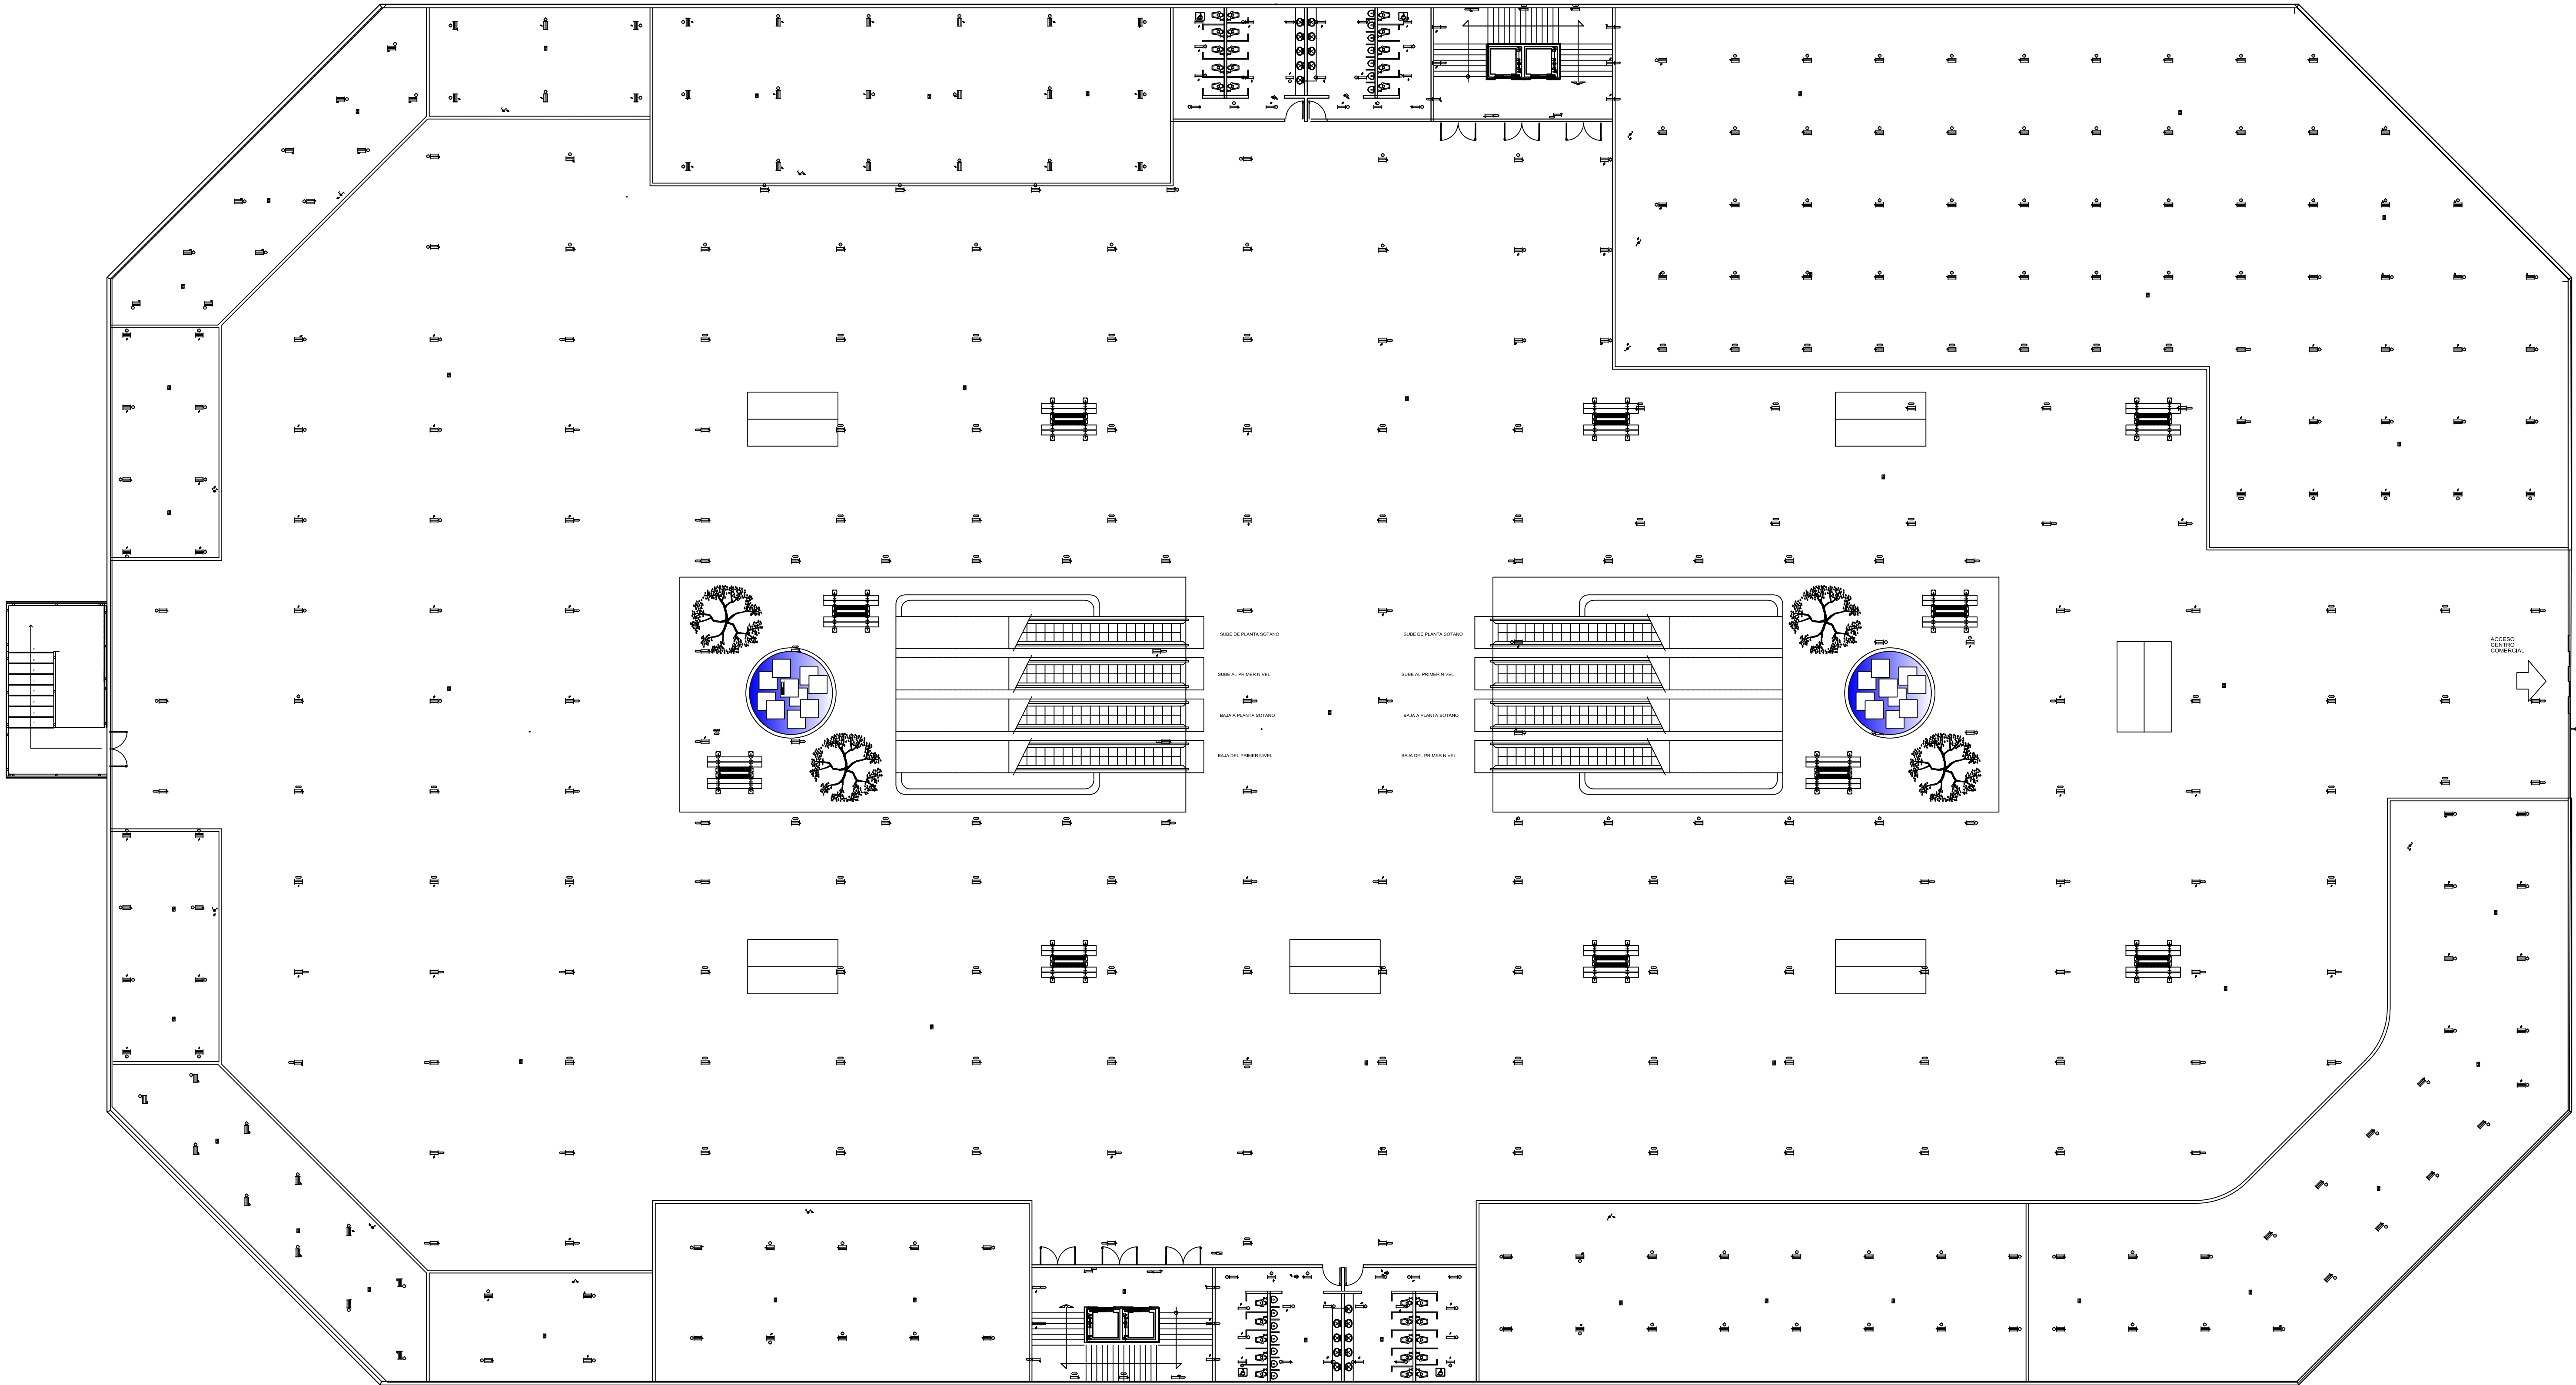 SUBE DE PLANTA SOTANO
SUBE AL PRIMER NIVEL
BAJA A PLANTA SOTANO
BAJA DEL PRIMER NIVEL
SUBE DE PLANTA SOTANO
SUBE AL PRIMER NIVEL
BAJA A PLANTA SOTANO
BAJA DEL PRIMER NIVEL
ACCESO
CENTRO
COMERCIAL